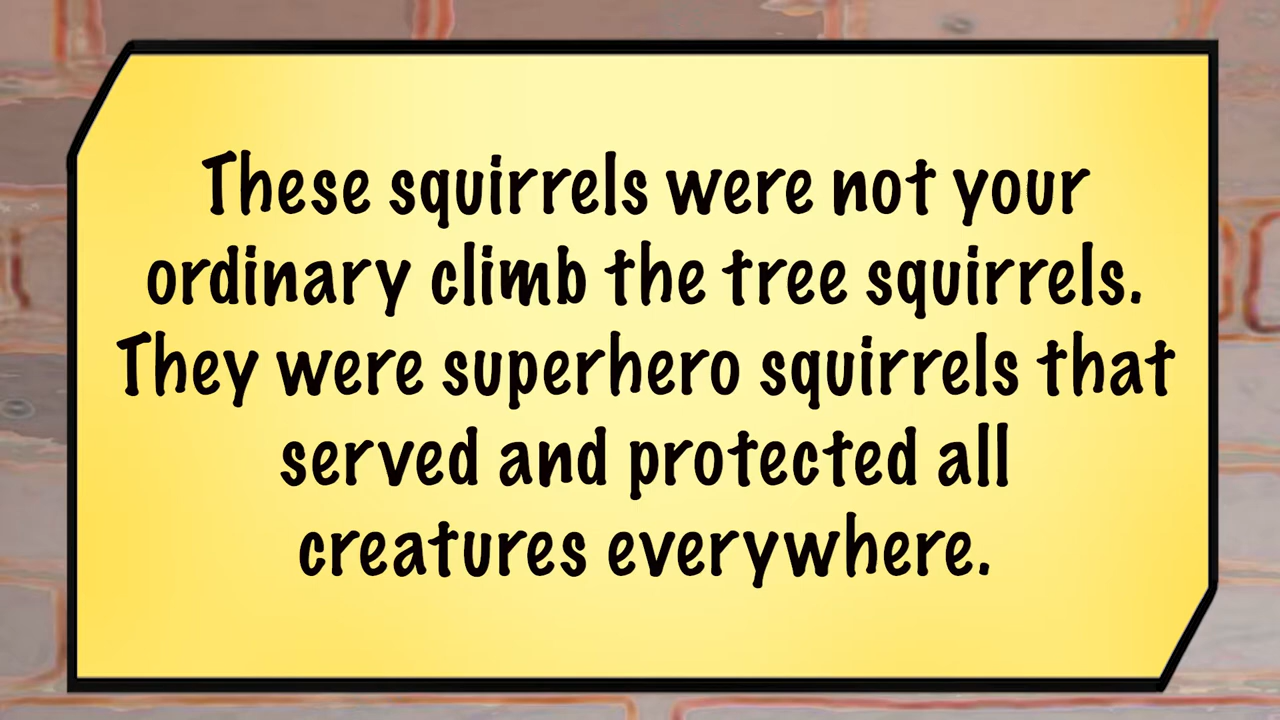 These squirrels were not your
ordinary climb the tree squirrels.
They were superhero squirrels that
served and protected all
creatures everywhere.